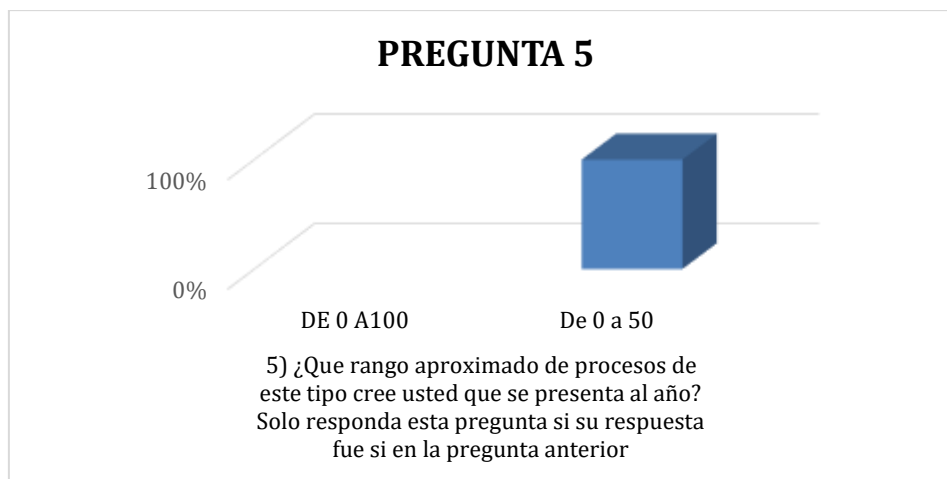 PREGUNTA 5
100%
0%
DE 0 A100
De 0 a 50
5) ¿Que rango aproximado de procesos de
este tipo cree usted que se presenta al año?
Solo responda esta pregunta si su respuesta
fue si en la pregunta anterior